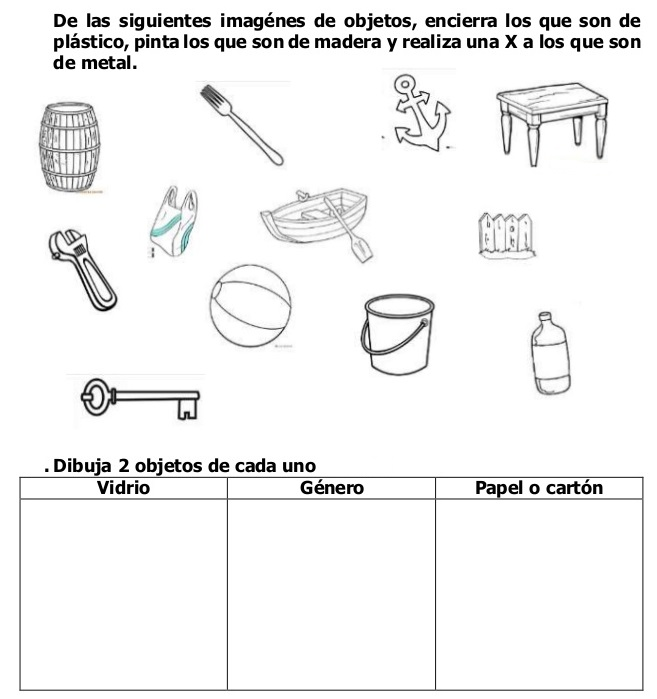 De las siguientes imagénes de objetos, encierra los que son de
plástico, pinta los que son de madera y realiza una X a los que son
de metal.
. Dibuja 2 objetos de cada uno
Vidrio Género Papel o cartón